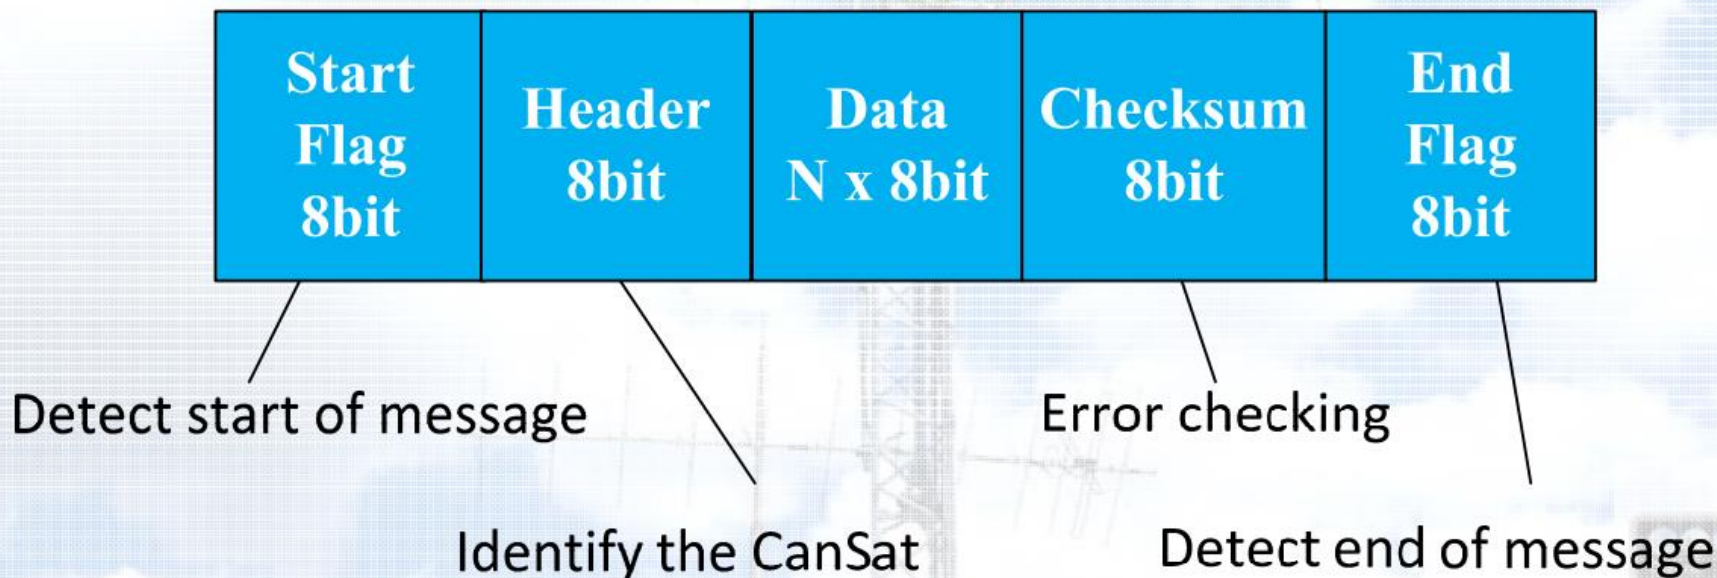 Start
Flag
8bit
Header
8bit
Data
N x 8bit
Checksum
8bit
End
Flag
8bit
Detect start of message
Error checking
Identify the CanSat
Detect end of message